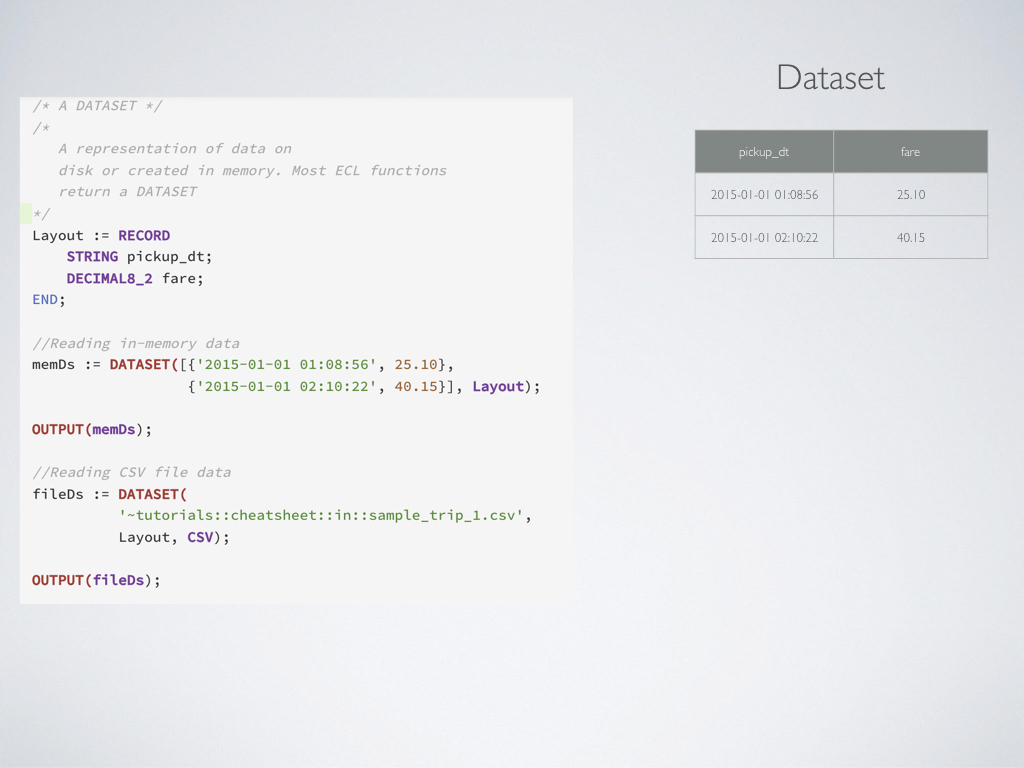 Dataset
/* A DATASET */
/*
   A representation of data on
   disk or created in memory. Most ECL functions
   return a DATASET
*/
Layout := RECORD
    STRING pickup_dt;
    DECIMAL8_2 fare;
END;

//Reading in-memory data
memDs := DATASET([{'2015-01-01 01:08:56', 25.10},
                  {'2015-01-01 02:10:22', 40.15}], Layout);

OUTPUT(memDs);

//Reading CSV file data
fileDs := DATASET(
          '~tutorials::cheatsheet::in::sample_trip_1.csv',
          Layout, CSV);

OUTPUT(fileDs);
pickup_dt fare
2015-01-01 01:08:56 25.10
2015-01-01 02:10:22 40.15